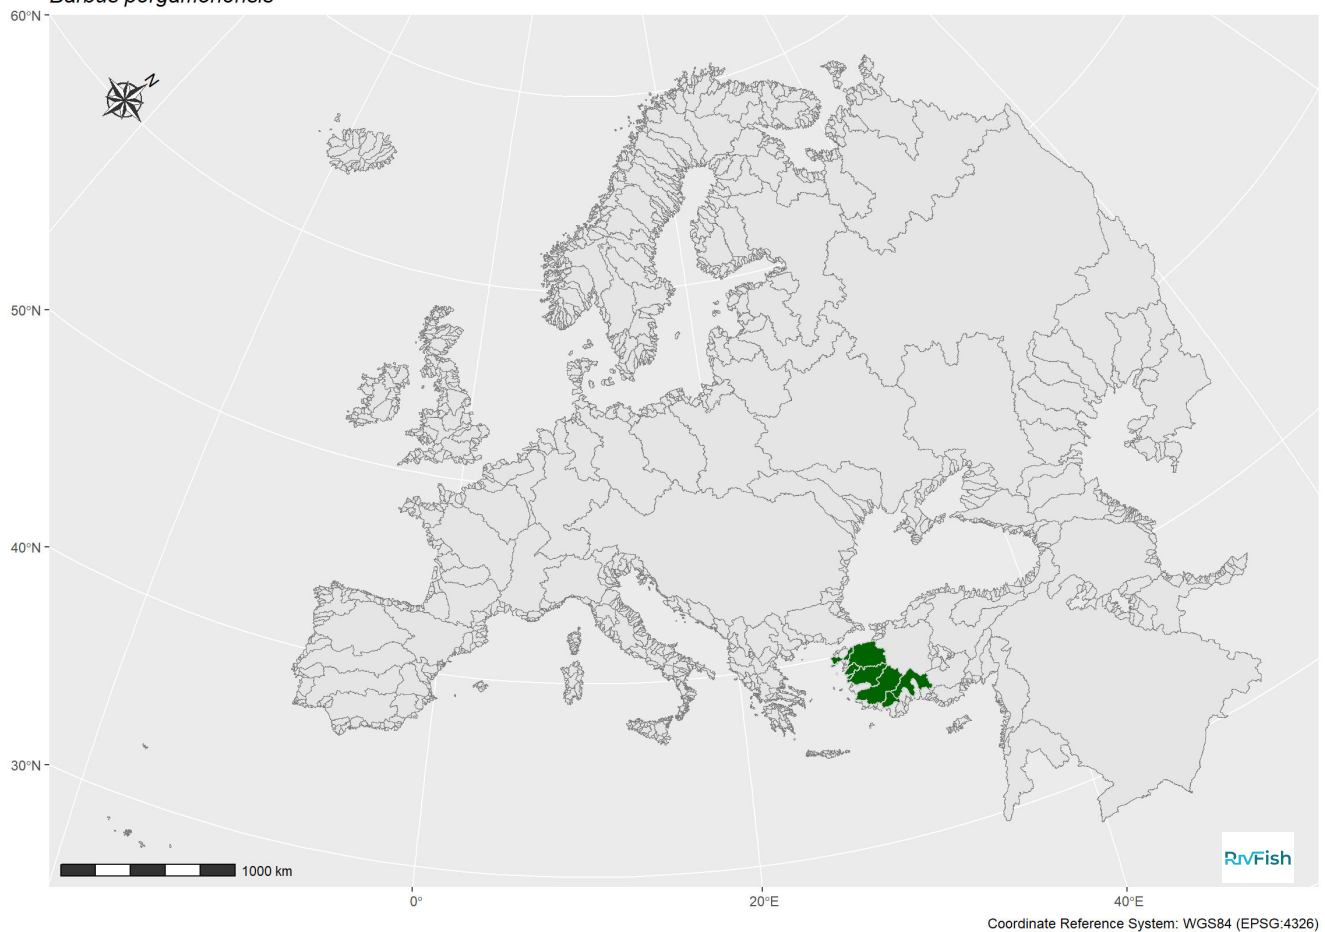 Barbus pergamonensis
60°N
N
50°N
40°N
30°N
1000 km
RivFish
0°
20°E
40°E
Coordinate Reference System: WGS84 (EPSG:4326)